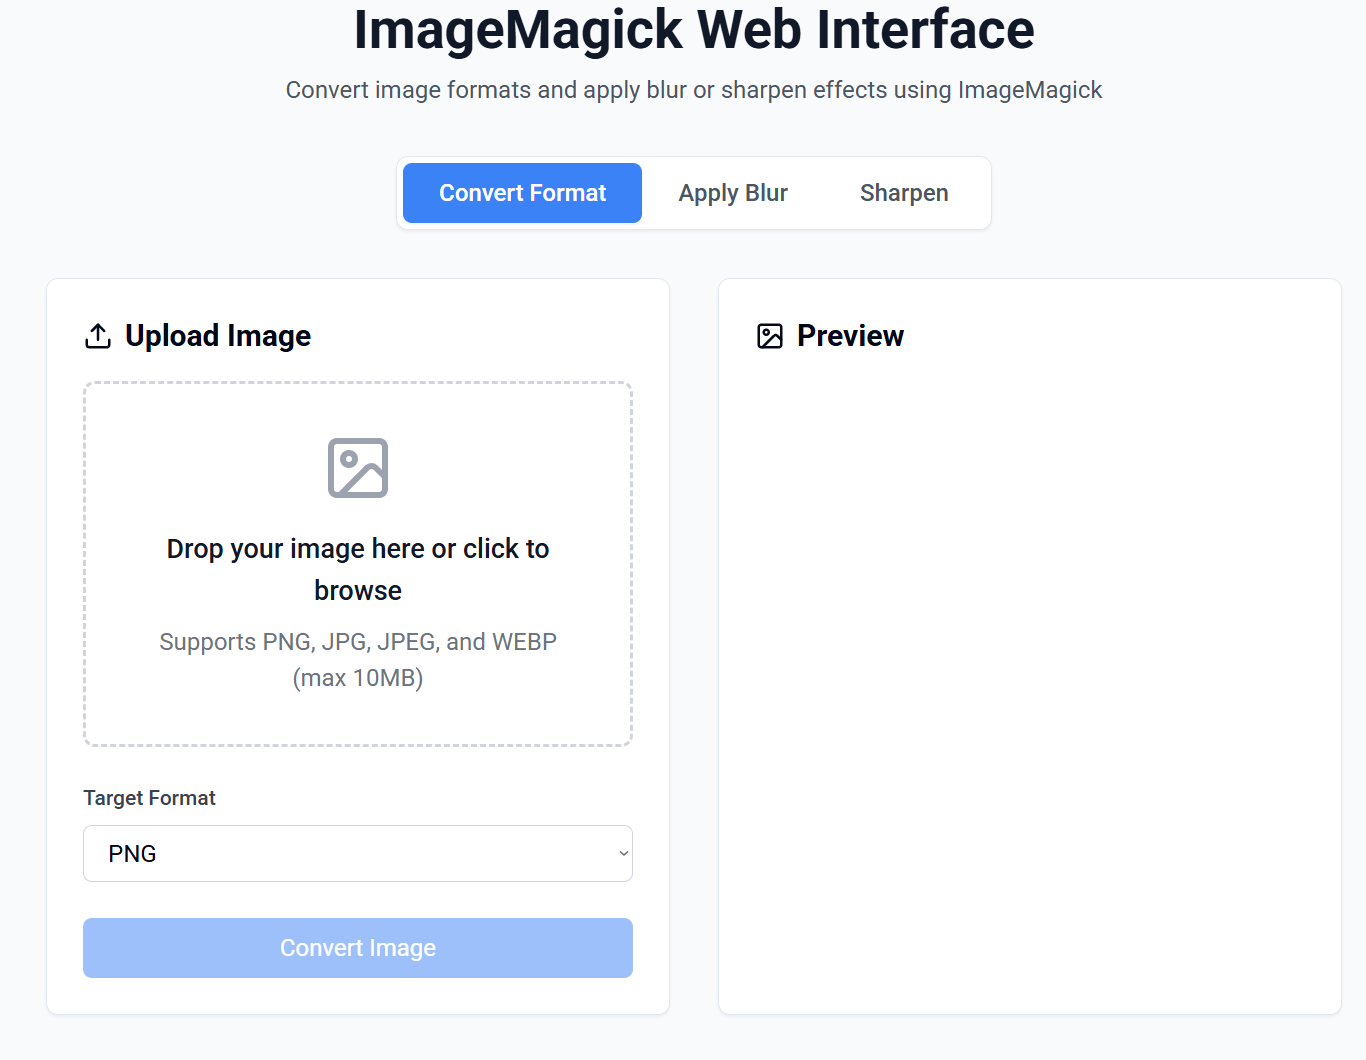 ImageMagick Web Interface
Convert image formats and apply blur or sharpen effects using ImageMagick
Convert Format
Apply Blur
Sharpen
Upload Image
Drop your image here or click to
browse
Supports PNG, JPG, JPEG, and WEBP
(max 10MB)
Target Format
PNG
Convert Image
Preview